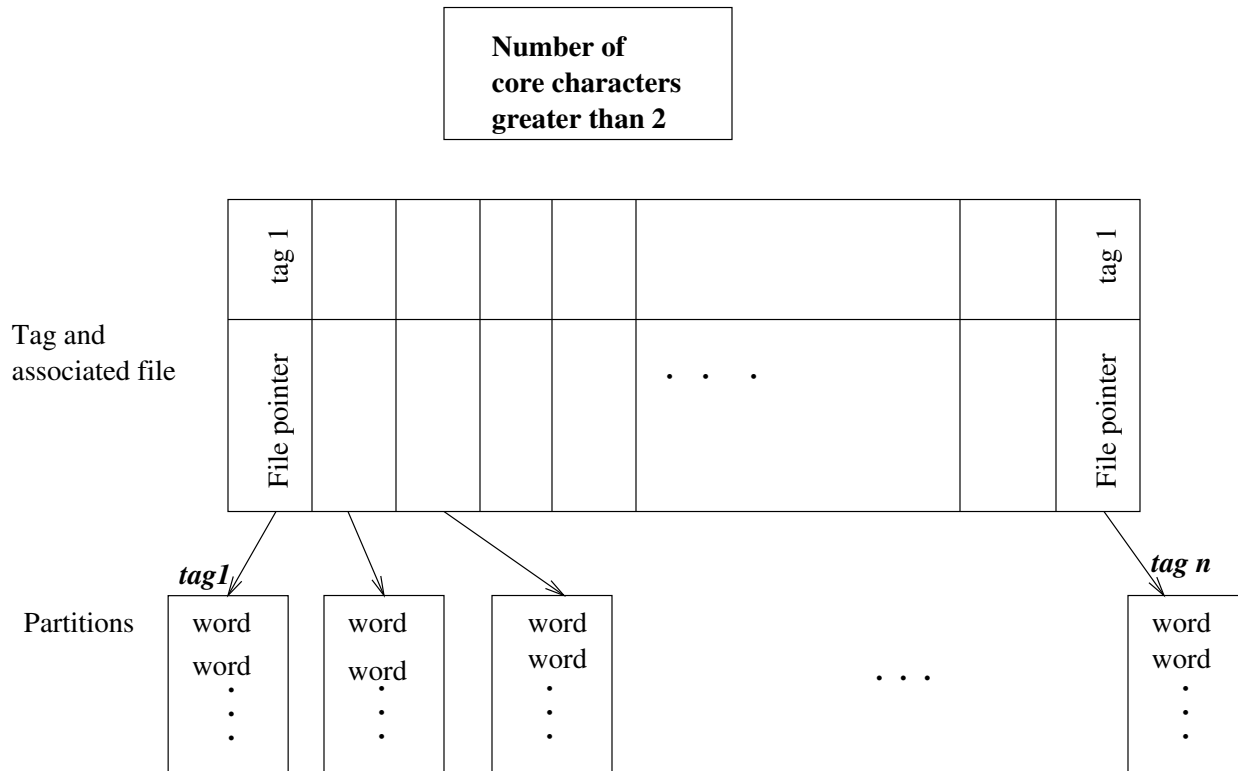 Number of
core characters
greater than 2
tag 1
tag 1
Tag and
associated file
File pointer
. . .
File pointer
tag1
tag n
Partitions
word
word
word
word
word
word
word
word
. . .